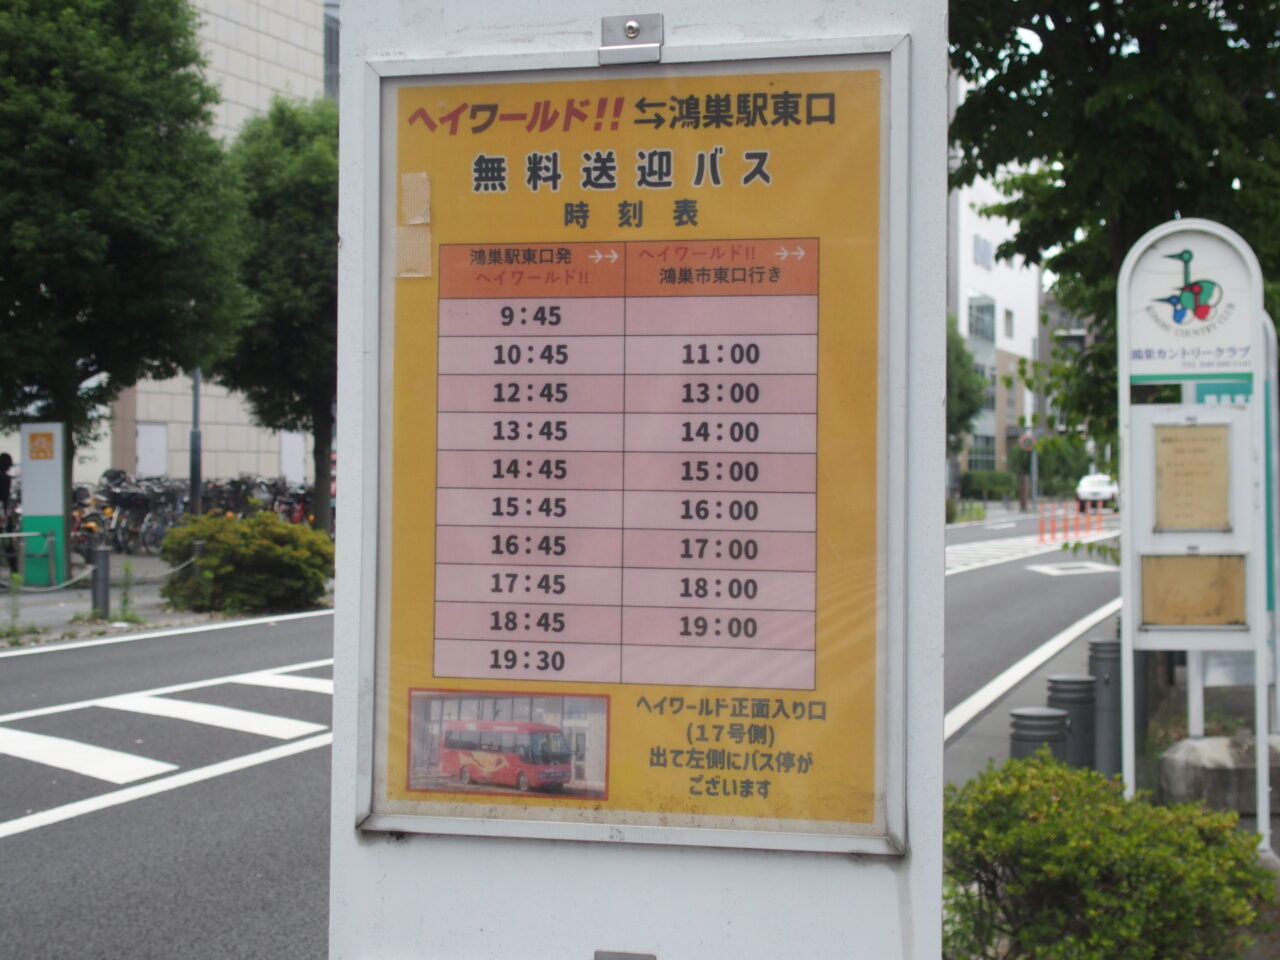 ヘイワールド!! ⇆鴻巣駅東口
無料送迎バス
時刻表
鴻巣駅東口発 →→
ヘイワールド!!
ヘイワールド!! →→
鴻巣市東口行き
9:45
10:45 11:00
12:45 13:00
13:45 14:00
14:45 15:00
15:45 16:00
16:45 17:00
17:45 18:00
18:45 19:00
19:30
ヘイワールド正面入り口
(17号側)
出て左側にバス停が
ございます
KONOSU COUNTRY CLUB
鴻巣カントリークラブ